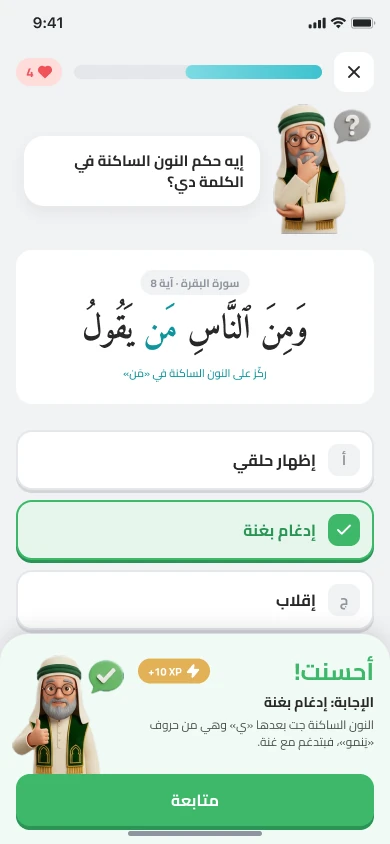 9:41
4
إيه حكم النون الساكنة في
الكلمة دي؟
?
سورة البقرة · آية 8
وَمِنَ ٱلنَّاسِ مَن يَقُولُ
ركّز على النون الساكنة في «مَن»
أ
إظهار حلقي
إدغام بغنة
ج
إقلاب
أحسنت!
+10 XP
الإجابة: إدغام بغنة
النون الساكنة جت بعدها «ي» وهي من حروف
«ينمو»، فبتدغم مع غنة.
متابعة